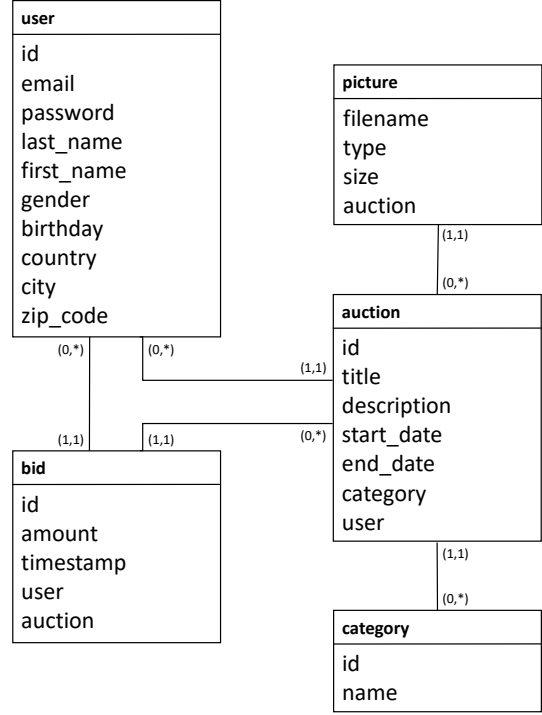 user
id
email
password
last_name
first_name
gender
birthday
country
city
zip_code
(0,*)
(0,*)
(1,1)
(1,1)
bid
id
amount
timestamp
user
auction
picture
filename
type
size
auction
(1,1)
(0,*)
auction
id
title
description
start_date
end_date
category
user
(1,1)
(0,*)
(1,1)
(0,*)
category
id
name